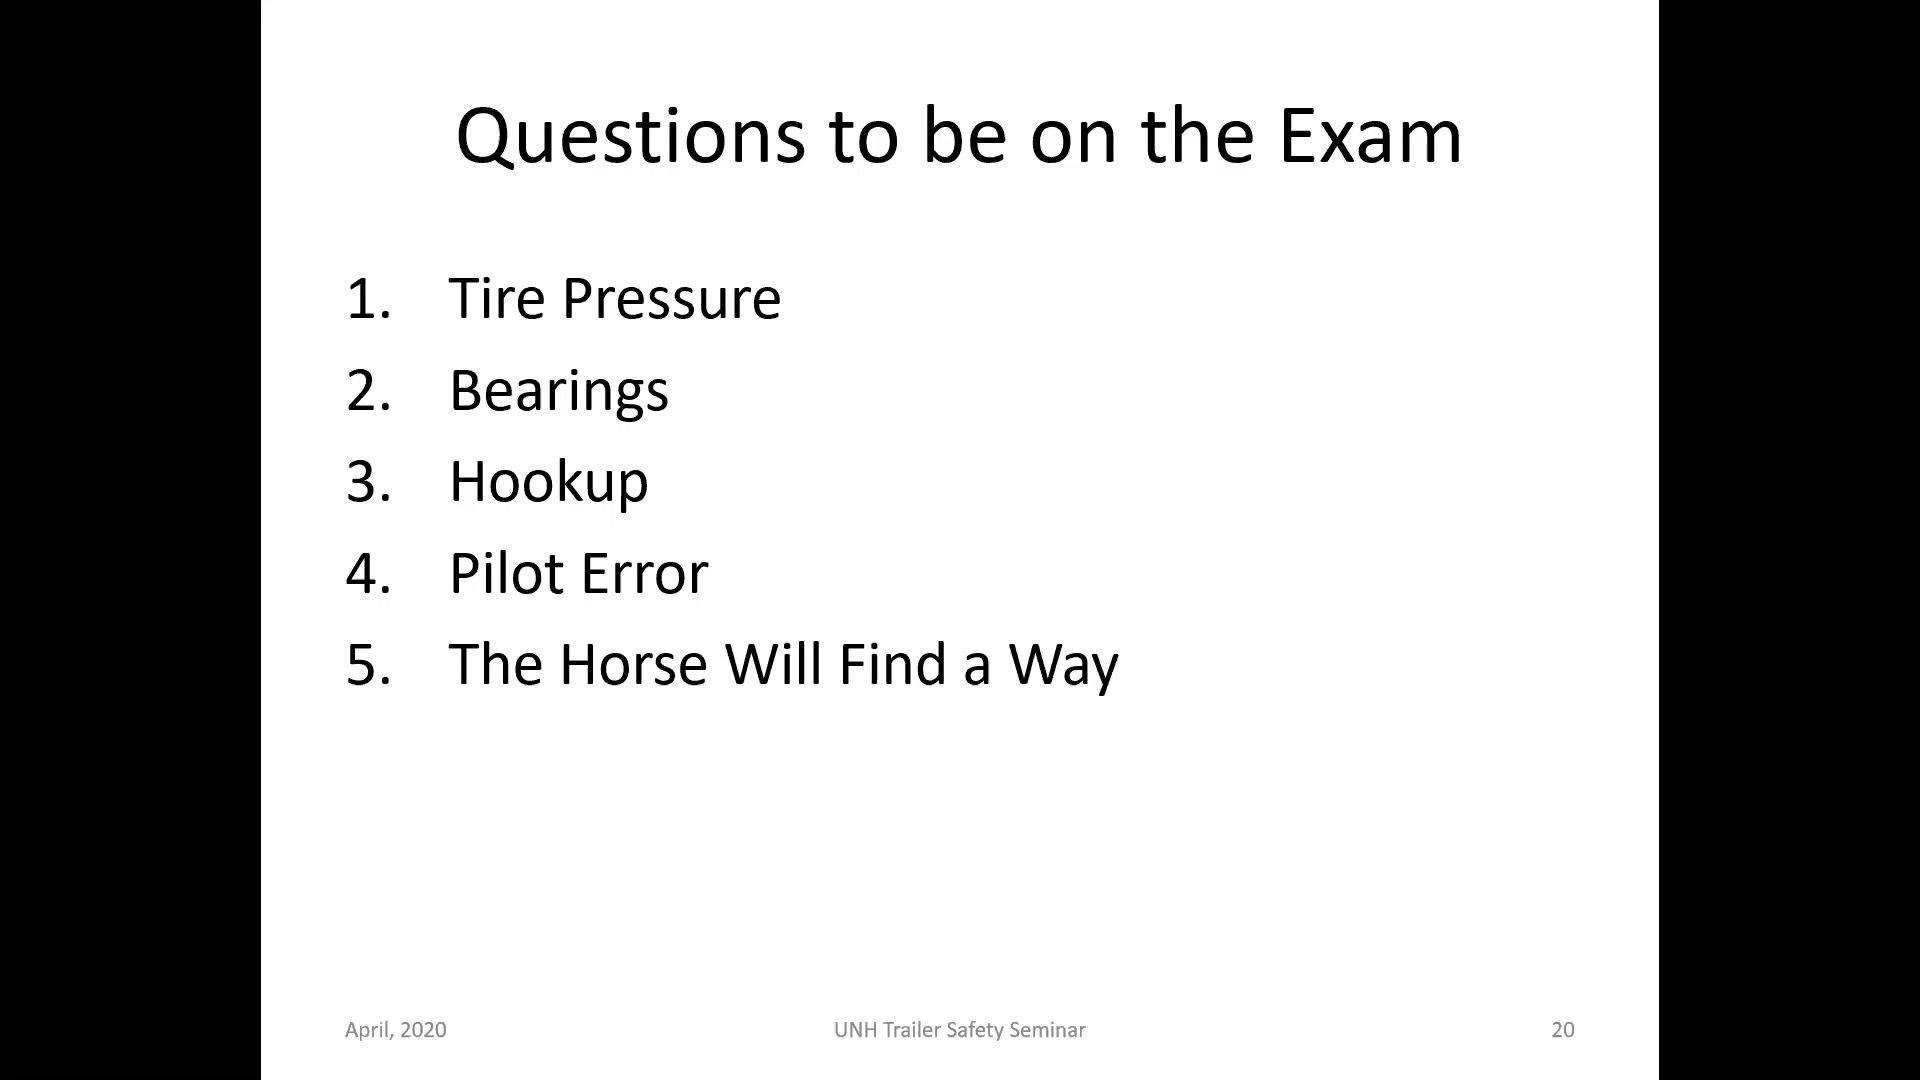 Questions to be on the Exam
1. Tire Pressure
2. Bearings
3. Hookup
4. Pilot Error
5. The Horse Will Find a Way
April, 2020
UNH Trailer Safety Seminar
20